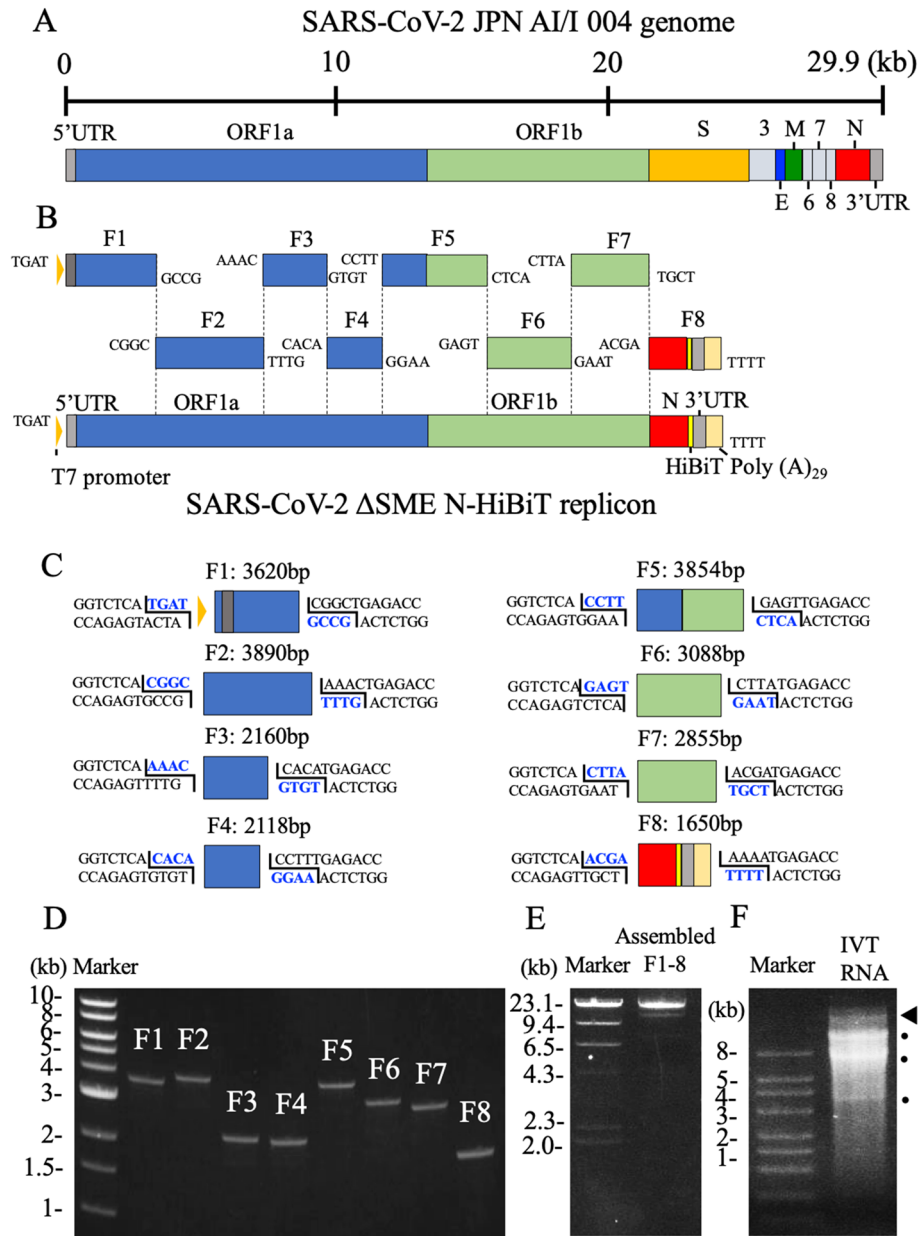 A
SARS-CoV-2 JPN AI/I 004 genome
0 10 20 29.9 (kb)
5’UTR ORF1a ORF1b S 3 M 7 N
E 6 8 3’UTR
B
F1 F3 F5 F7
TGAT AAAC CCTT CTTA
GCCG GTGT CTCA TGCT
F2 F4 F6 F8
CGGC CACA GAGT ACGA
TTTG GGAA GAAT TTTT
5’UTR ORF1a ORF1b N 3’UTR
TGAT TTTT
T7 promoter HiBiT Poly (A)29
SARS-CoV-2 ΔSME N-HiBiT replicon
C
F1: 3620bp
GGTCTCA TGAT CGGCTGAGACC
CCAGAGTACTA GCCG ACTCTGG
F2: 3890bp
GGTCTCA CGGC AAACTGAGACC
CCAGAGTGCCG TTTG ACTCTGG
F3: 2160bp
GGTCTCA AAAC CACATGAGACC
CCAGAGTTTTG GTGT ACTCTGG
F4: 2118bp
GGTCTCA CACA CCTTTGAGACC
CCAGAGTGTGT GGAA ACTCTGG
F5: 3854bp
GGTCTCA CCTT GAGTTGAGACC
CCAGAGTGGAA CTCA ACTCTGG
F6: 3088bp
GGTCTCA GAGT CTTATGAGACC
CCAGAGTCTCA GAAT ACTCTGG
F7: 2855bp
GGTCTCA CTTA ACGATGAGACC
CCAGAGTGAAT TGCT ACTCTGG
F8: 1650bp
GGTCTCA ACGA AAAATGAGACC
CCAGAGTTGCT TTTT ACTCTGG
D
(kb) Marker
10-
8-
6-
5-
4-
3-
2-
1.5-
1-
F1 F2 F3 F4 F5 F6 F7 F8
E
Assembled
(kb) Marker F1-8
23.1-
9.4-
6.5-
4.3-
2.3-
2.0-
F
IVT
Marker RNA
(kb)
8-
5-
4-
3-
2-
1-